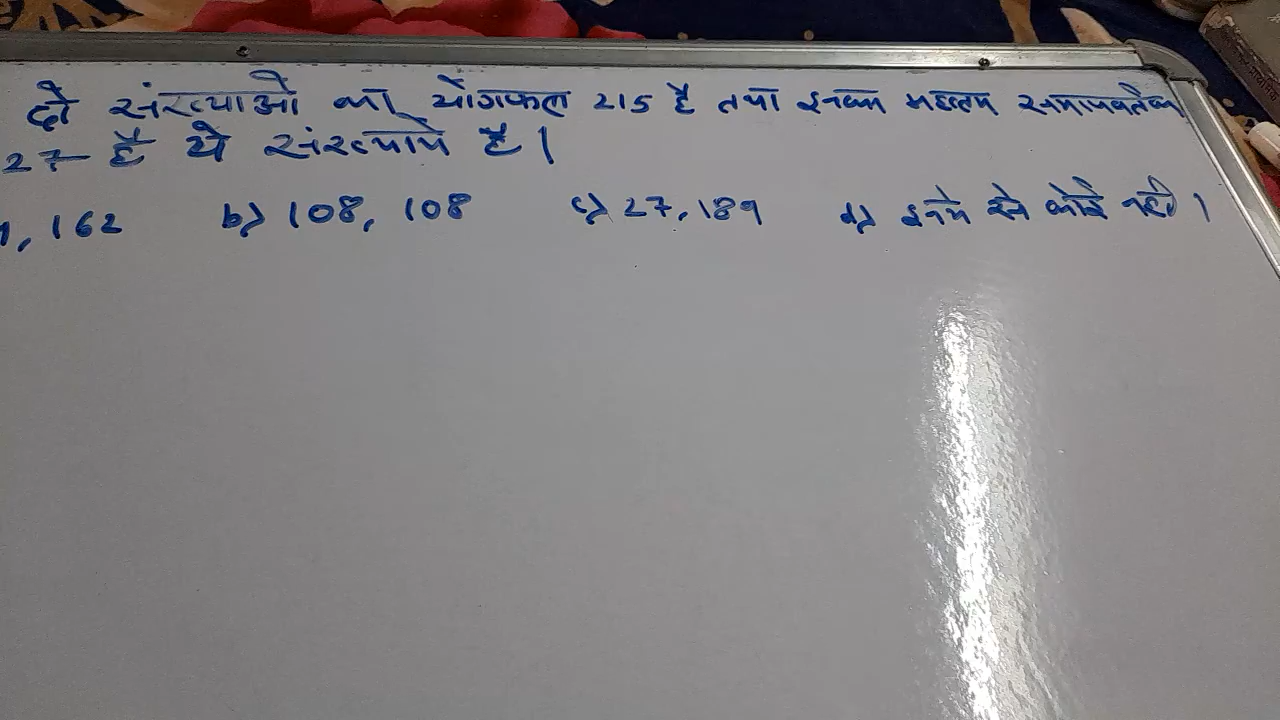 दो संख्याओ का योगफल 215 है तथा इनका महत्तम समापवर्तक
27 है ये संख्याये है।
, 162 b) 108, 108 c) 27, 189 d) इनमे से कोई नही।